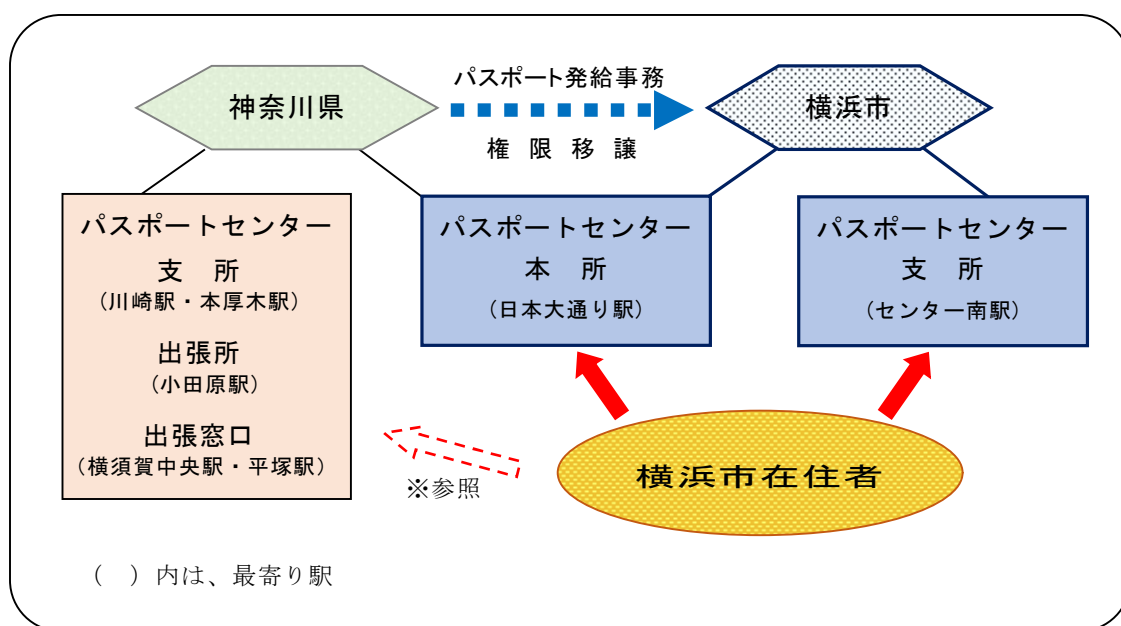 神奈川県
パスポート発給事務
権限移譲
横浜市
パスポートセンター
支 所
（川崎駅・本厚木駅）
出張所
（小田原駅）
出張窓口
（横須賀中央駅・平塚駅）
パスポートセンター
本 所
（日本大通り駅）
パスポートセンター
支 所
（センター南駅）
※参照
横浜市在住者
（ ）内は、最寄り駅